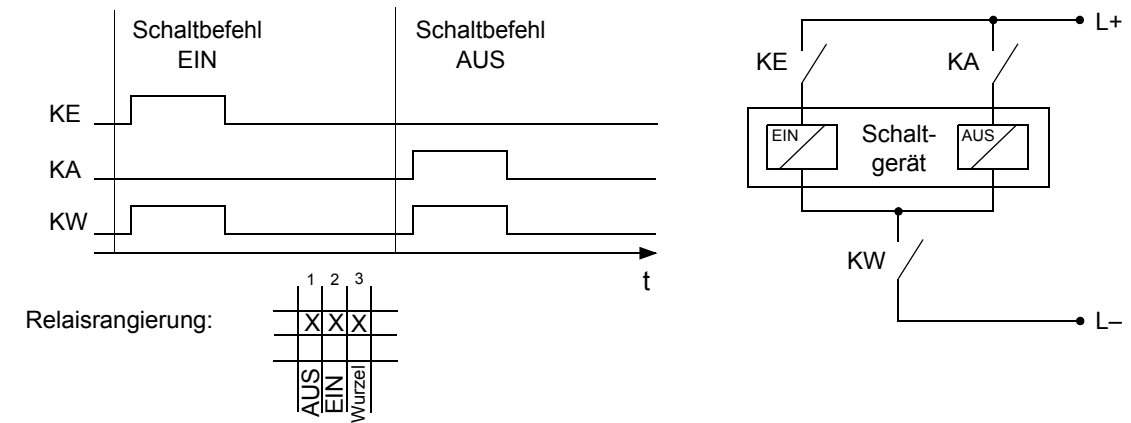 Schaltbefehl
EIN
Schaltbefehl
AUS
KE
KA
KW
t
Relaisrangierung:
1 2 3
X X X
AUS
EIN
Wurzel
L+
KE
KA
EIN
Schalt-
gerät
AUS
KW
L–